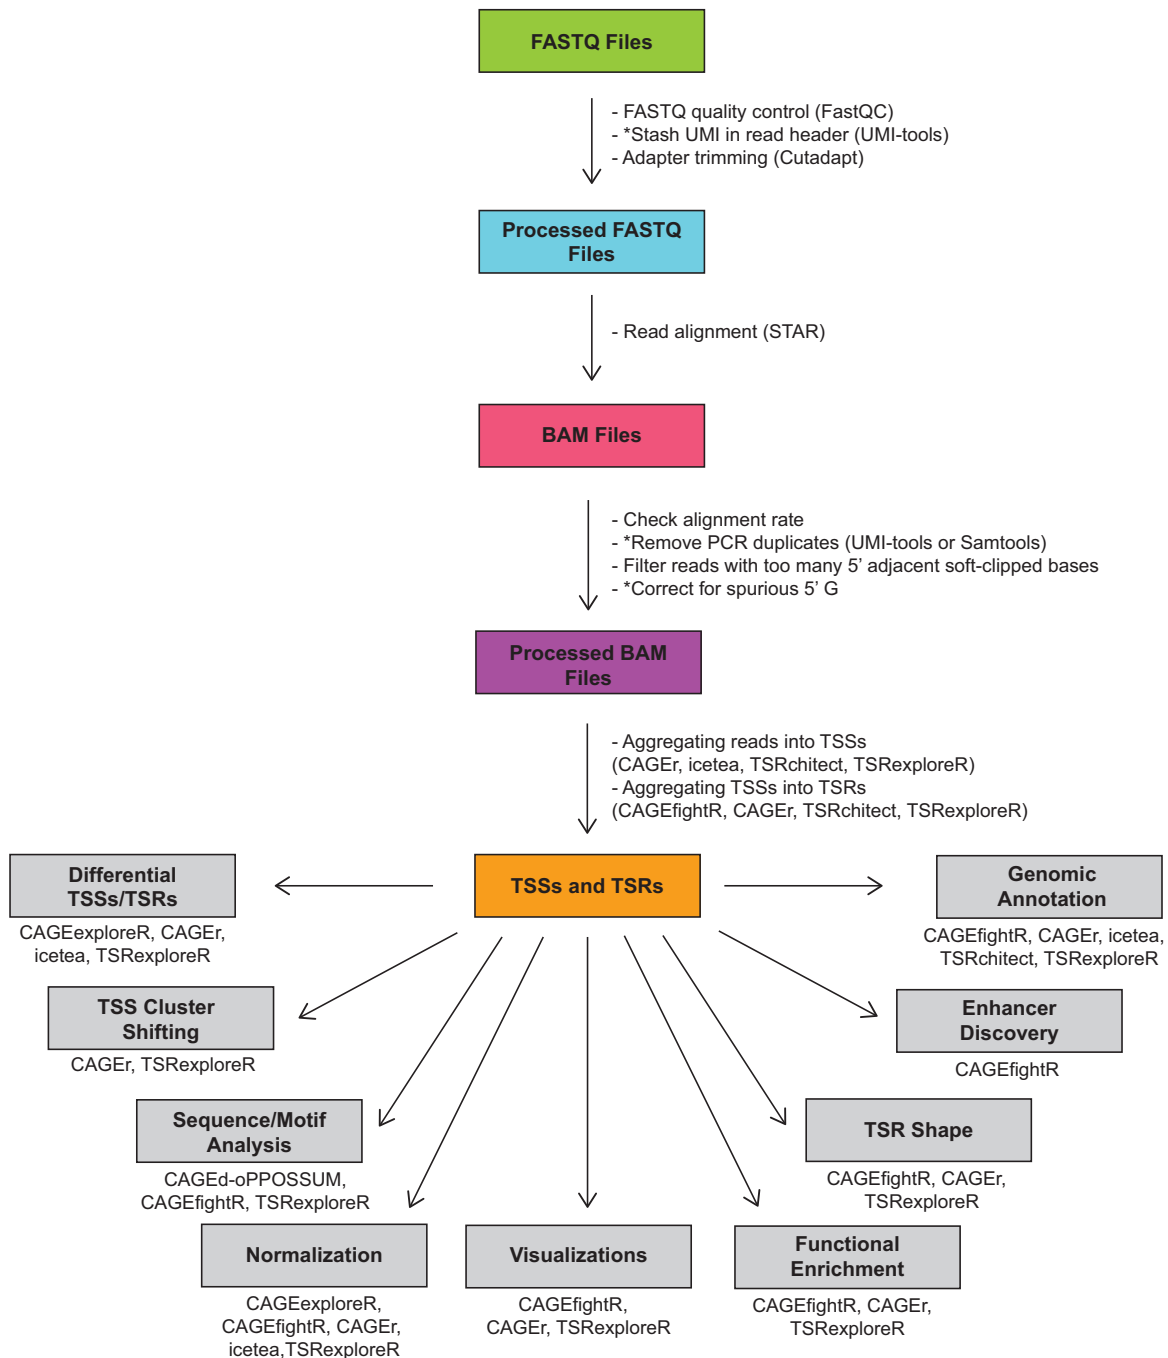 FASTQ Files
- FASTQ quality control (FastQC)
- *Stash UMI in read header (UMI-tools)
- Adapter trimming (Cutadapt)
Processed FASTQ
Files
- Read alignment (STAR)
BAM Files
- Check alignment rate
- *Remove PCR duplicates (UMI-tools or Samtools)
- Filter reads with too many 5’ adjacent soft-clipped bases
- *Correct for spurious 5’ G
Processed BAM
Files
- Aggregating reads into TSSs
(CAGEr, icetea, TSRchitect, TSRexploreR)
- Aggregating TSSs into TSRs
(CAGEfightR, CAGEr, TSRchitect, TSRexploreR)
TSSs and TSRs
Differential
TSSs/TSRs
CAGEexploreR, CAGEr,
icetea, TSRexploreR
TSS Cluster
Shifting
CAGEr, TSRexploreR
Sequence/Motif
Analysis
CAGEd-oPPOSSUM,
CAGEfightR, TSRexploreR
Normalization
CAGEexploreR,
CAGEfightR, CAGEr,
icetea,TSRexploreR
Visualizations
CAGEfightR,
CAGEr, TSRexploreR
Functional
Enrichment
CAGEfightR, CAGEr,
TSRexploreR
TSR Shape
CAGEfightR, CAGEr,
TSRexploreR
Enhancer
Discovery
CAGEfightR
Genomic
Annotation
CAGEfightR, CAGEr, icetea,
TSRchitect, TSRexploreR